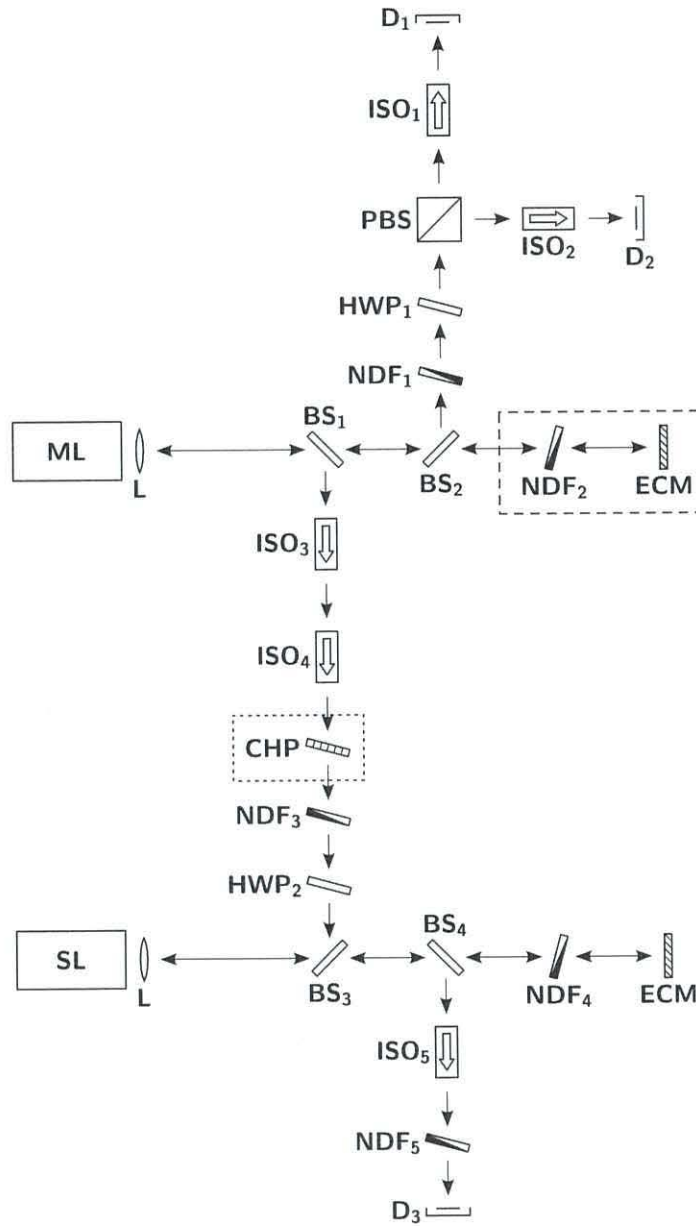 D₁
ISO₁
PBS
ISO₂
D₂
HWP₁
NDF₁
BS₁
ML
L
BS₂
NDF₂
ECM
ISO₃
ISO₄
CHP
NDF₃
HWP₂
BS₄
SL
L
BS₃
NDF₄
ECM
ISO₅
NDF₅
D₃